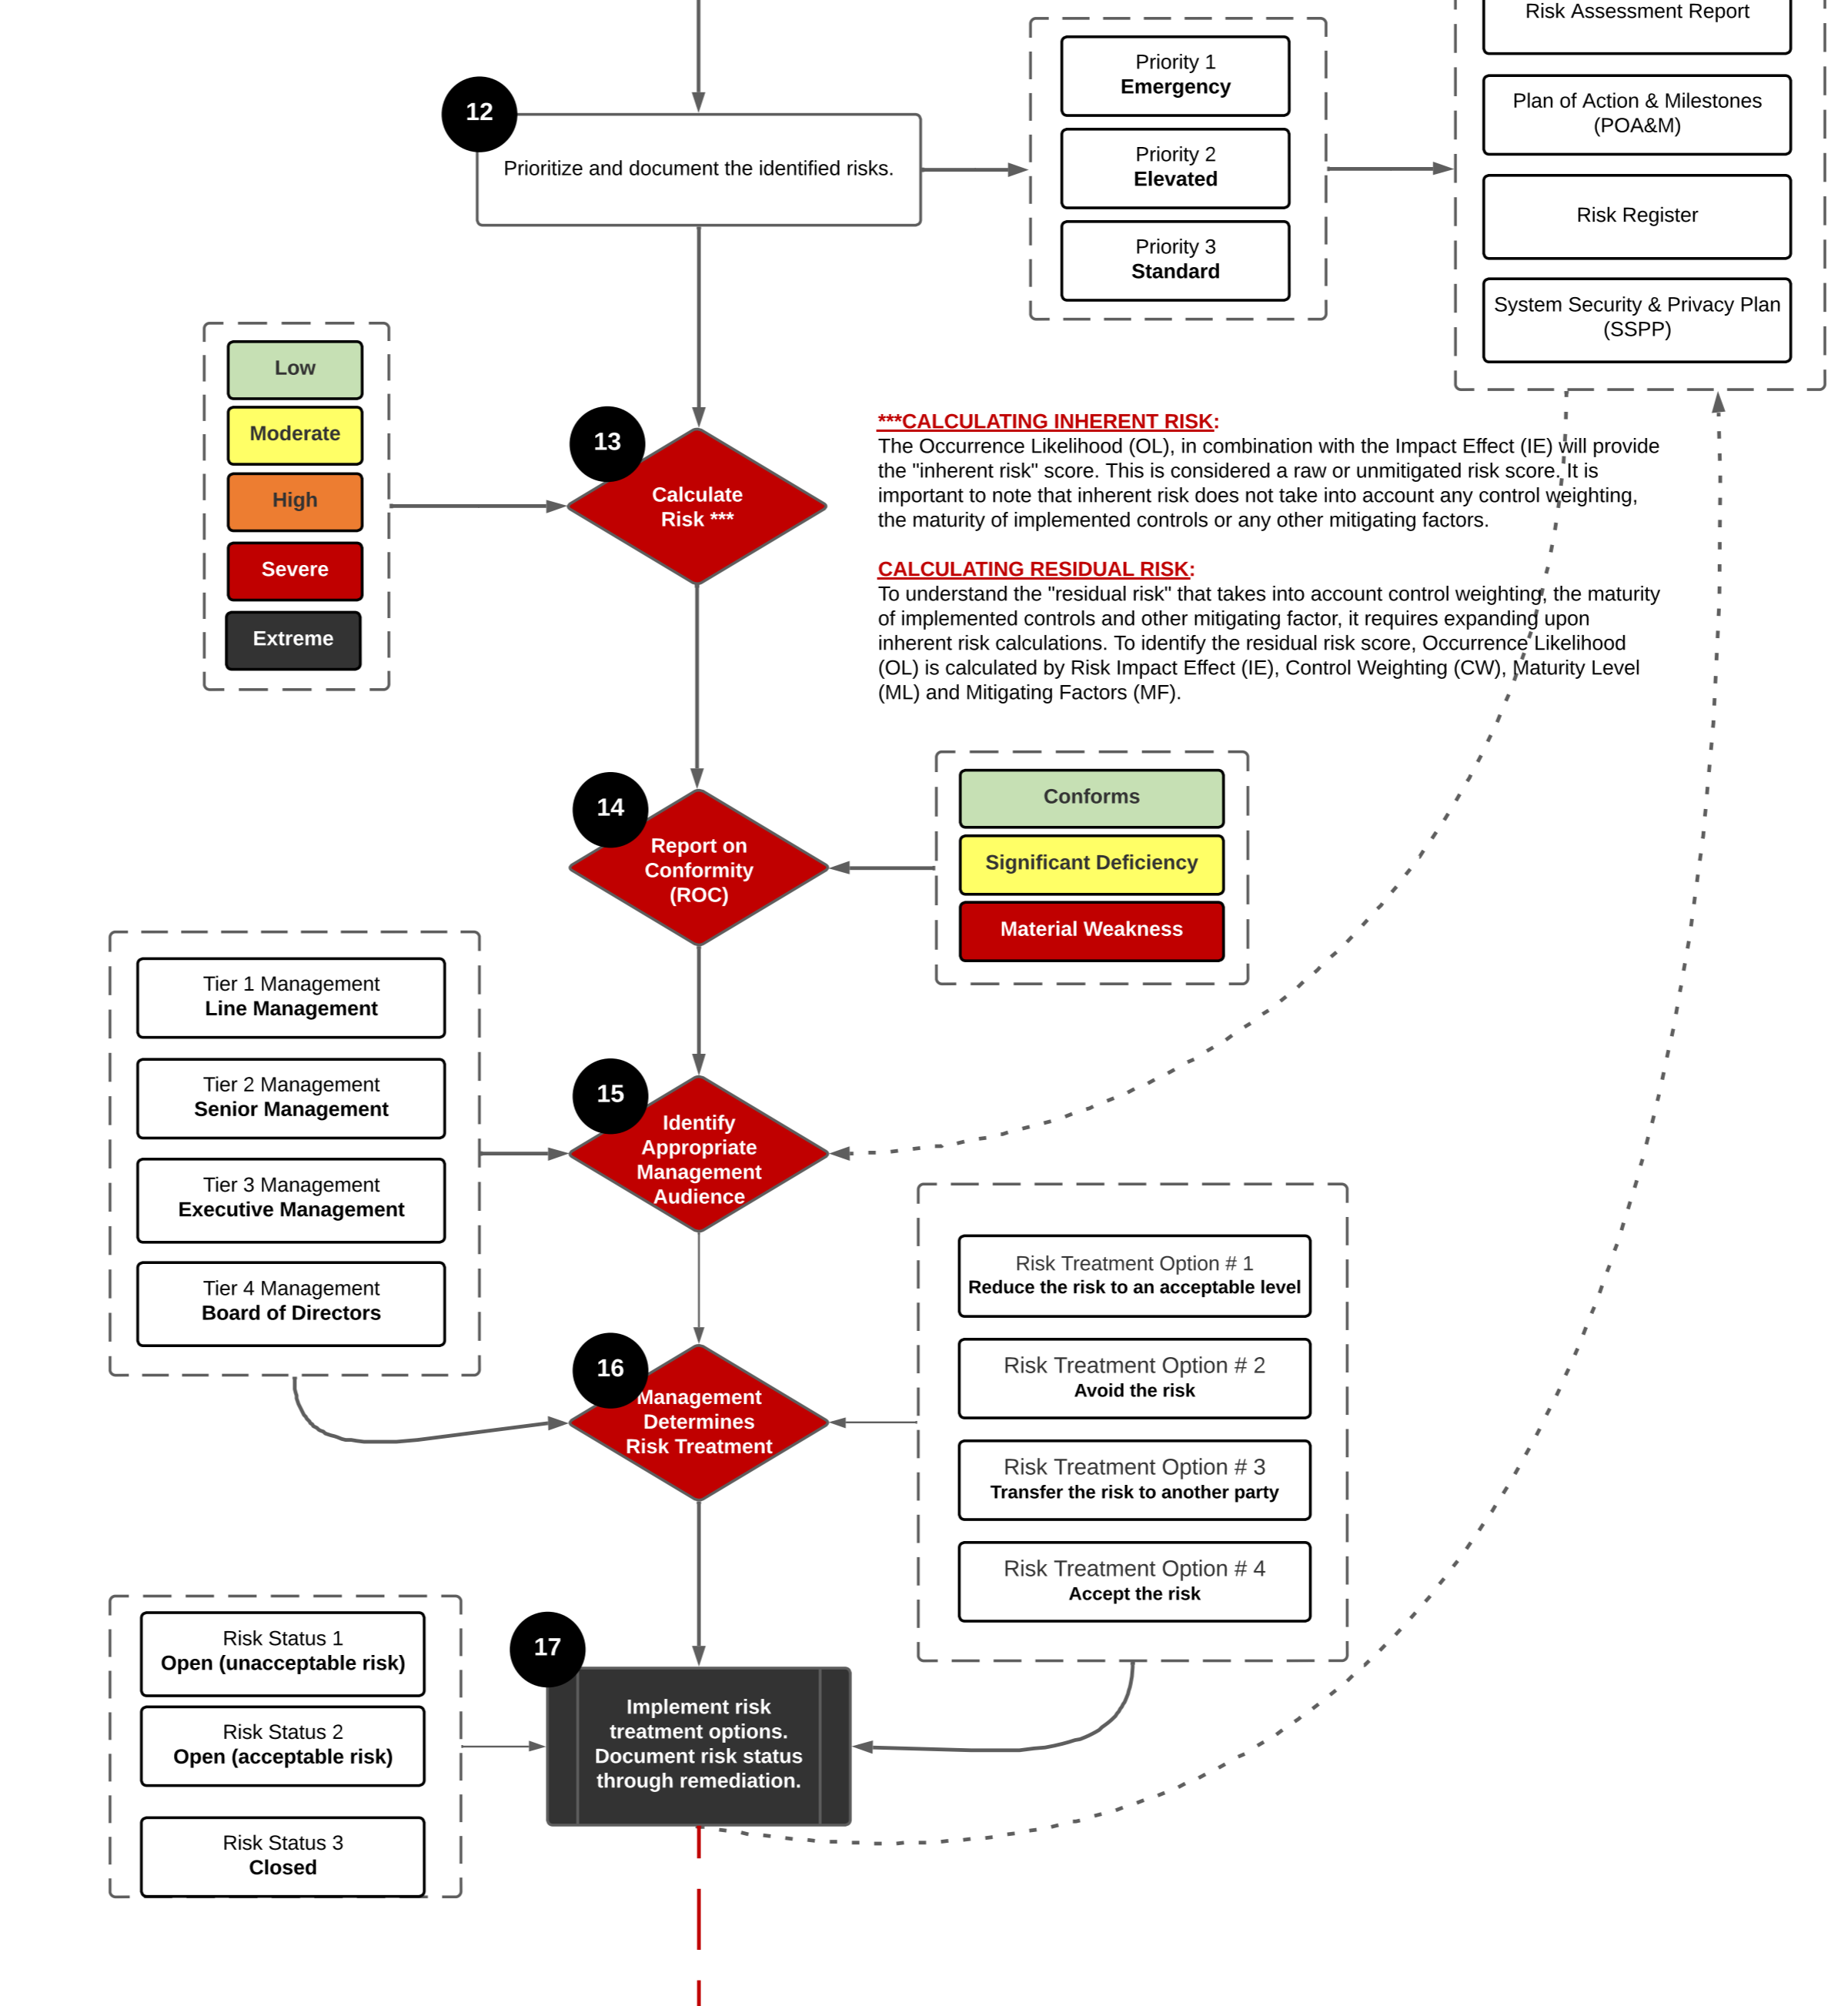 Risk Assessment Report
Priority 1
Emergency
12
Plan of Action & Milestones
(POA&M)
Prioritize and document the identified risks.
Priority 2
Elevated
Risk Register
Priority 3
Standard
System Security & Privacy Plan
(SSPP)
Low
Moderate
High
Severe
Extreme
13
Calculate
Risk ***
***CALCULATING INHERENT RISK:
The Occurrence Likelihood (OL), in combination with the Impact Effect (IE) will provide
the "inherent risk" score. This is considered a raw or unmitigated risk score. It is
important to note that inherent risk does not take into account any control weighting,
the maturity of implemented controls or any other mitigating factors.
CALCULATING RESIDUAL RISK:
To understand the "residual risk" that takes into account control weighting, the maturity
of implemented controls and other mitigating factor, it requires expanding upon
inherent risk calculations. To identify the residual risk score, Occurrence Likelihood
(OL) is calculated by Risk Impact Effect (IE), Control Weighting (CW), Maturity Level
(ML) and Mitigating Factors (MF).
14
Report on
Conformity
(ROC)
Conforms
Significant Deficiency
Material Weakness
Tier 1 Management
Line Management
Tier 2 Management
Senior Management
Tier 3 Management
Executive Management
Tier 4 Management
Board of Directors
15
Identify
Appropriate
Management
Audience
16
Management
Determines
Risk Treatment
Risk Treatment Option # 1
Reduce the risk to an acceptable level
Risk Treatment Option # 2
Avoid the risk
Risk Treatment Option # 3
Transfer the risk to another party
Risk Treatment Option # 4
Accept the risk
Risk Status 1
Open (unacceptable risk)
Risk Status 2
Open (acceptable risk)
Risk Status 3
Closed
17
Implement risk
treatment options.
Document risk status
through remediation.